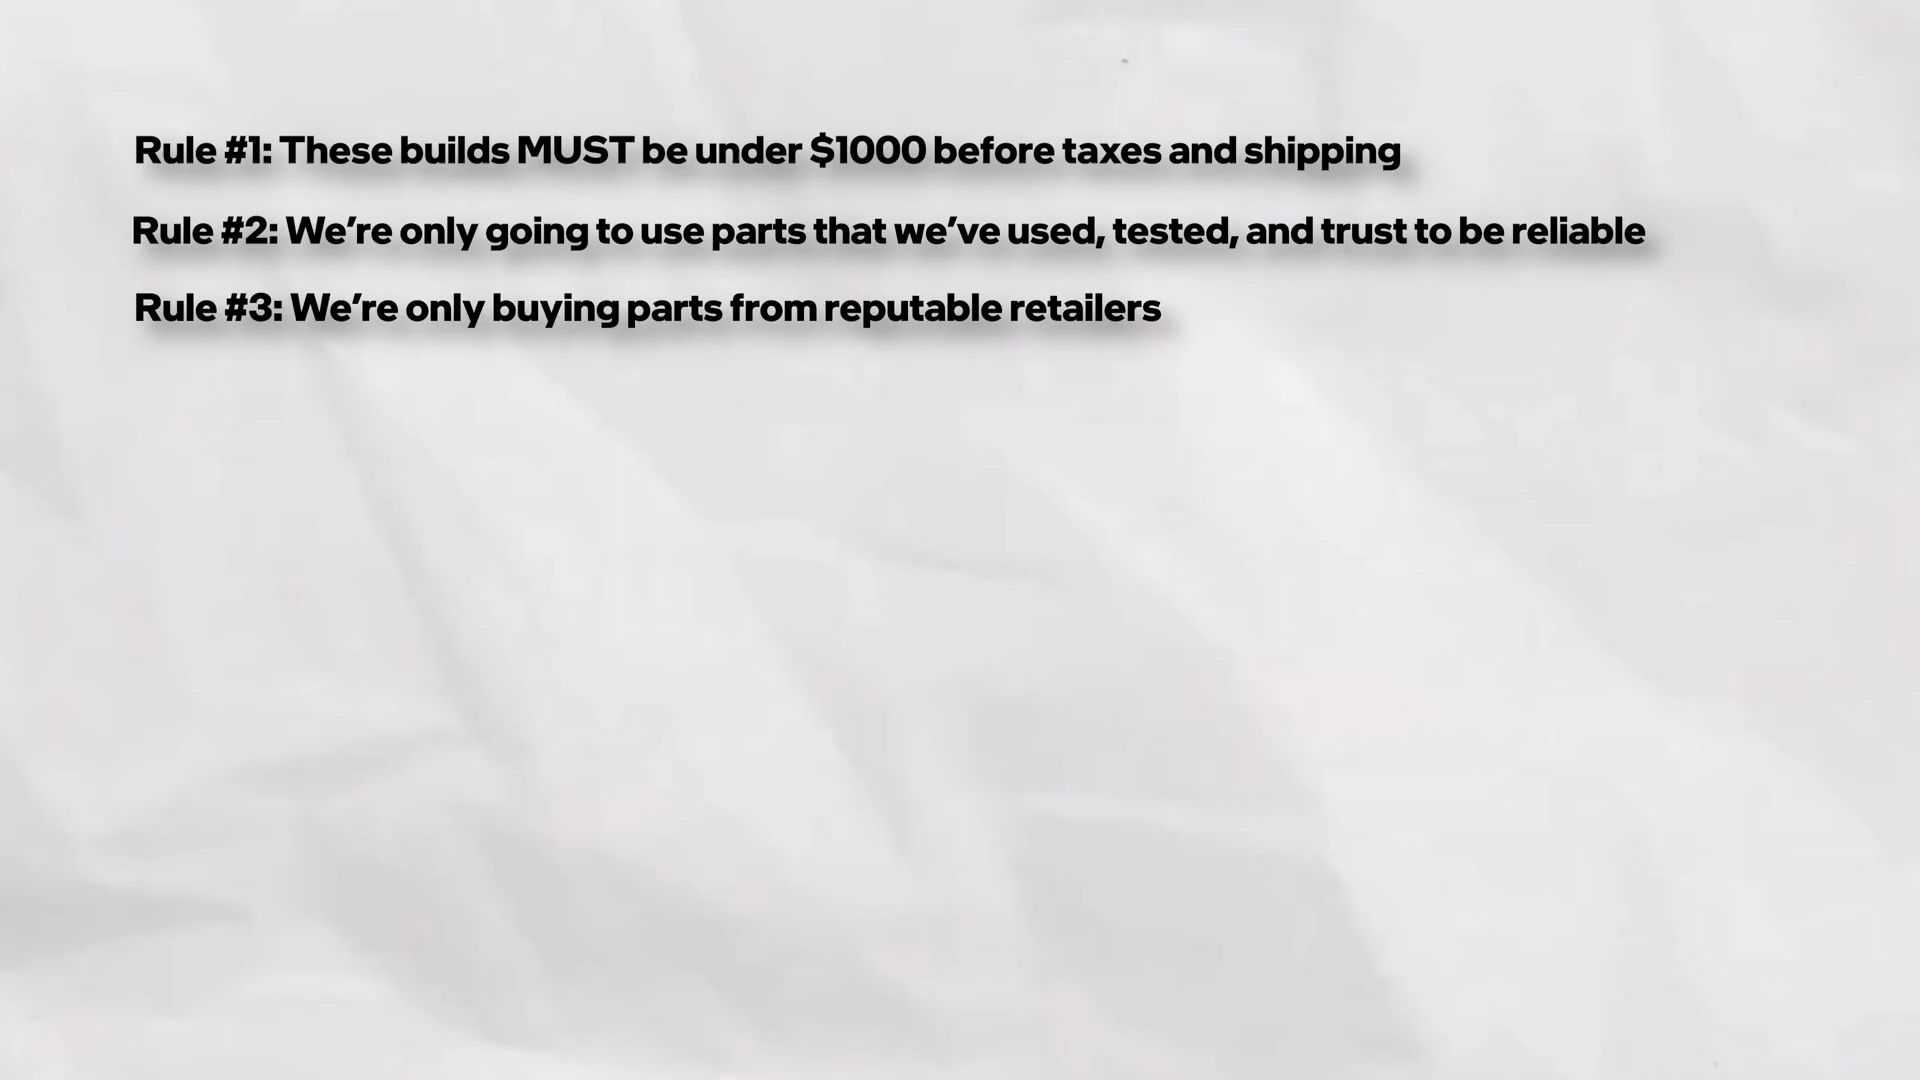 Rule #1: These builds MUST be under $1000 before taxes and shipping
Rule #2: We’re only going to use parts that we’ve used, tested, and trust to be reliable
Rule #3: We’re only buying parts from reputable retailers